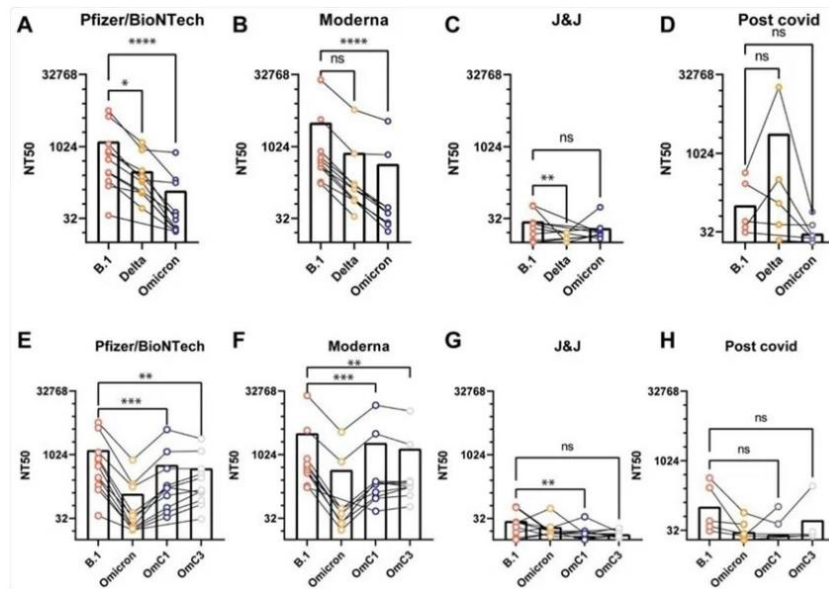 A Pfizer/BioNTech
****
*
32768
1024
32
NT50
B.1
Delta
Omicron
B Moderna
****
ns
32768
1024
32
NT50
B.1
Delta
Omicron
C J&J
ns
**
32768
1024
32
NT50
B.1
Delta
Omicron
D Post covid
ns
ns
32768
1024
32
NT50
B.1
Delta
Omicron
E Pfizer/BioNTech
**
***
32768
1024
32
NT50
B.1
Omicron
OmC1
OmC3
F Moderna
**
***
32768
1024
32
NT50
B.1
Omicron
OmC1
OmC3
G J&J
ns
**
32768
1024
32
NT50
B.1
Omicron
OmC1
OmC3
H Post covid
ns
ns
32768
1024
32
NT50
B.1
Omicron
OmC1
OmC3